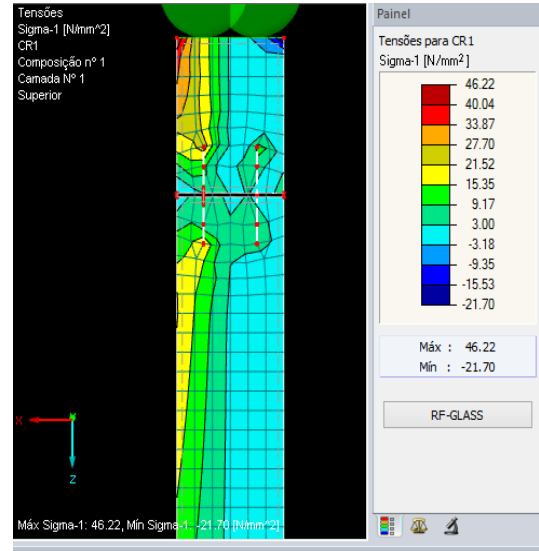 Tensões
Sigma-1 [N/mm^2]
CR1
Composição nº 1
Camada Nº 1
Superior
X
Z
Máx Sigma-1: 46.22, Mín Sigma-1: -21.70 [N/mm^2]
Painel
Tensões para CR1
Sigma-1 [N/mm²]
46.22
40.04
33.87
27.70
21.52
15.35
9.17
3.00
-3.18
-9.35
-15.53
-21.70
Máx : 46.22
Mín : -21.70
RF-GLASS